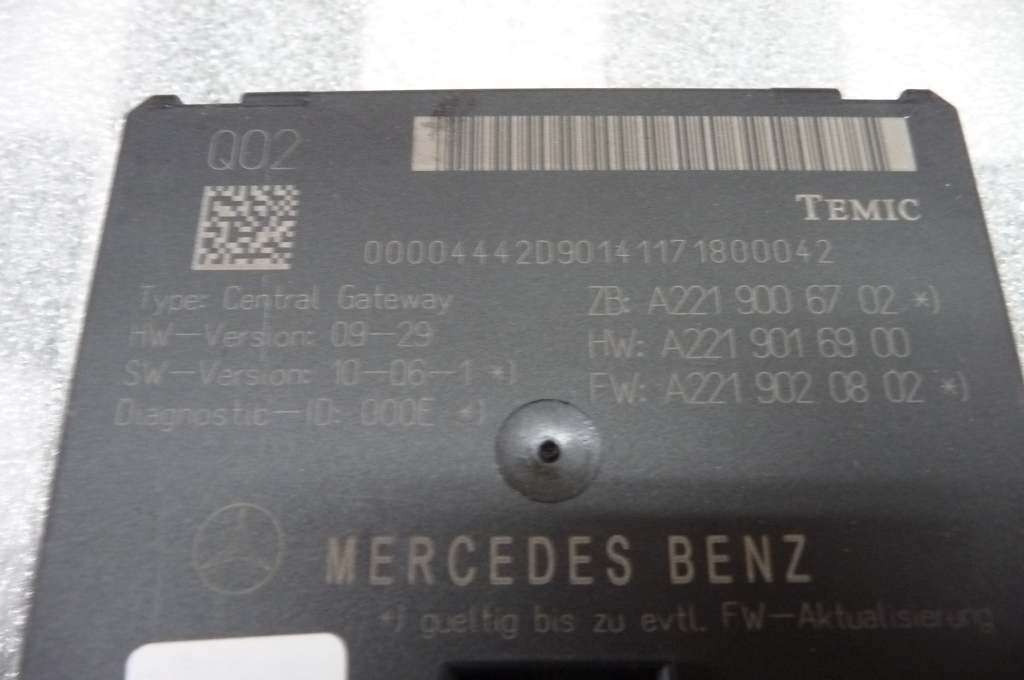 Q02
TEMIC
00004442D9014117180​0042
Type: Central Gateway
ZB: A221 900 67 02 *)
HW-Version: 09-29
HW: A221 901 69 00
SW-Version: 10-06-1 *)
FW: A221 902 08 02 *)
Diagnostic-ID: 000E *)
MERCEDES BENZ
*) gueltig bis zu evtl. FW-Aktualisierung